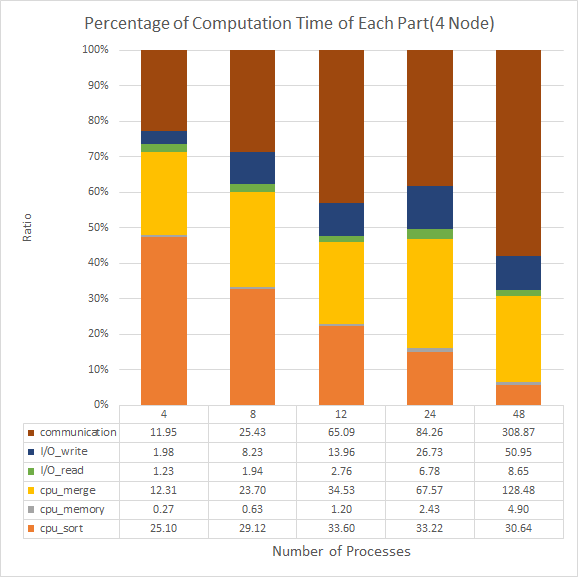 Percentage of Computation Time of Each Part(4 Node)
100%
90%
80%
70%
60%
50%
40%
30%
20%
10%
0%
Ratio
4 8 12 24 48
communication 11.95 25.43 65.09 84.26 308.87
I/O_write 1.98 8.23 13.96 26.73 50.95
I/O_read 1.23 1.94 2.76 6.78 8.65
cpu_merge 12.31 23.70 34.53 67.57 128.48
cpu_memory 0.27 0.63 1.20 2.43 4.90
cpu_sort 25.10 29.12 33.60 33.22 30.64
Number of Processes